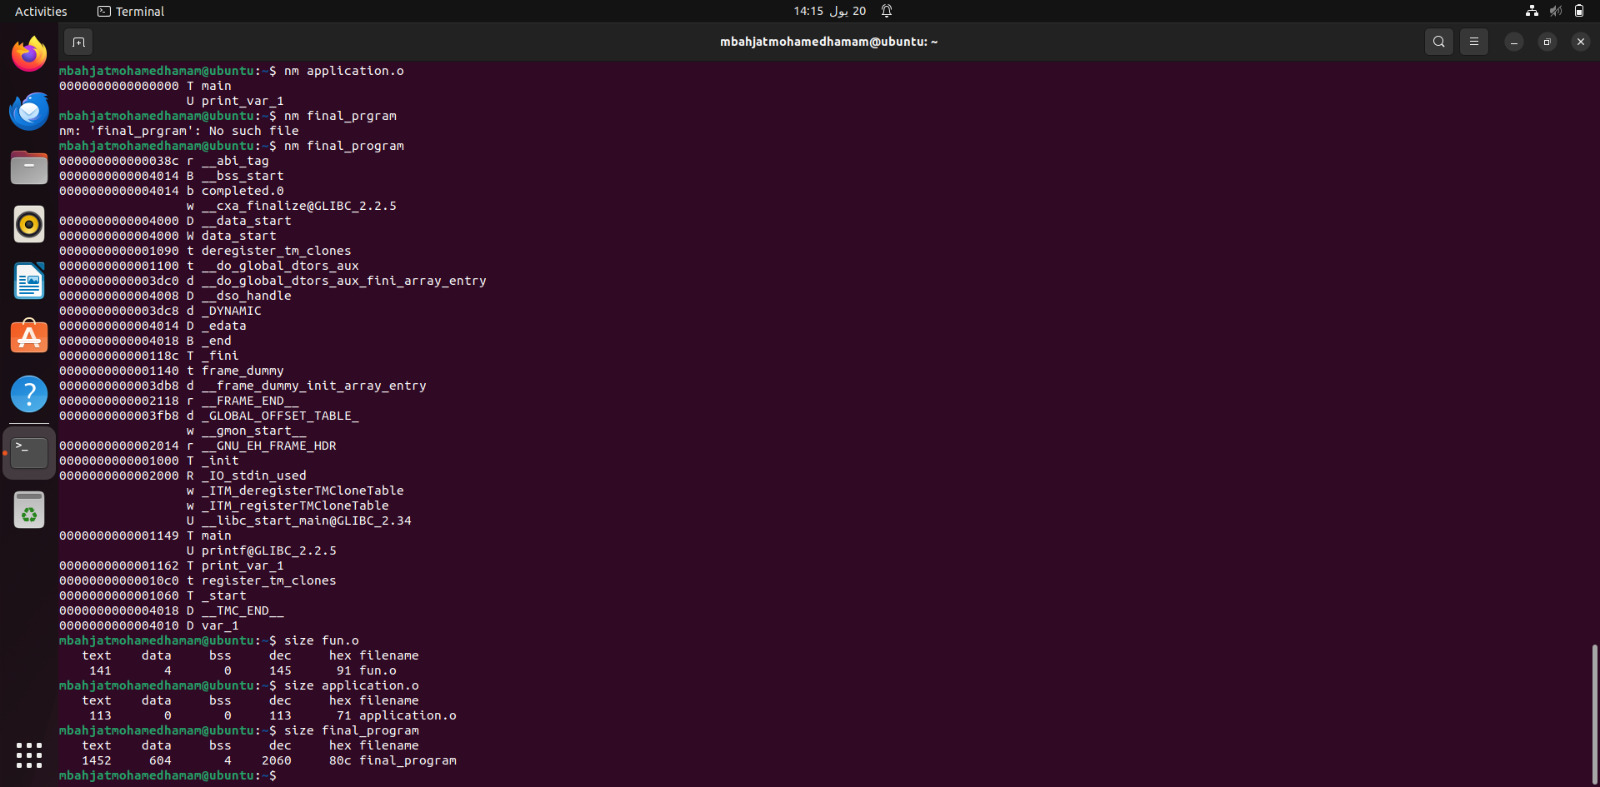 Activities
Terminal
14:15 20 يول
mbahjatmohamedhamam@ubuntu: ~
mbahjatmohamedhamam@ubuntu:~$ nm application.o
0000000000000000 T main
                 U print_var_1
mbahjatmohamedhamam@ubuntu:~$ nm final_prgram
nm: 'final_prgram': No such file
mbahjatmohamedhamam@ubuntu:~$ nm final_program
000000000000038c r __abi_tag
0000000000004014 B __bss_start
0000000000004014 b completed.0
                 w __cxa_finalize@GLIBC_2.2.5
0000000000004000 D __data_start
0000000000004000 W data_start
0000000000001090 t deregister_tm_clones
0000000000001100 t __do_global_dtors_aux
0000000000003dc0 d __do_global_dtors_aux_fini_array_entry
0000000000004008 D __dso_handle
0000000000003dc8 d _DYNAMIC
0000000000004014 D _edata
0000000000004018 B _end
000000000000118c T _fini
0000000000001140 t frame_dummy
0000000000003db8 d __frame_dummy_init_array_entry
0000000000002118 r __FRAME_END__
0000000000003fb8 d _GLOBAL_OFFSET_TABLE_
                 w __gmon_start__
0000000000002014 r __GNU_EH_FRAME_HDR
0000000000001000 T _init
0000000000002000 R _IO_stdin_used
                 w _ITM_deregisterTMCloneTable
                 w _ITM_registerTMCloneTable
                 U __libc_start_main@GLIBC_2.34
0000000000001149 T main
                 U printf@GLIBC_2.2.5
0000000000001162 T print_var_1
00000000000010c0 t register_tm_clones
0000000000001060 T _start
0000000000004018 D __TMC_END__
0000000000004010 D var_1
mbahjatmohamedhamam@ubuntu:~$ size fun.o
   text    data     bss     dec     hex filename
    141       4       0     145      91 fun.o
mbahjatmohamedhamam@ubuntu:~$ size application.o
   text    data     bss     dec     hex filename
    113       0       0     113      71 application.o
mbahjatmohamedhamam@ubuntu:~$ size final_program
   text    data     bss     dec     hex filename
   1452     604       4    2060     80c final_program
mbahjatmohamedhamam@ubuntu:~$